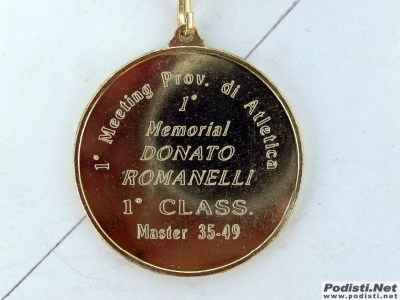 1° Meeting Prov. di Atletica
1°
Memorial
DONATO
ROMANELLI
1° CLASS.
Master 35-49
Podisti.Net
www.podisti.net